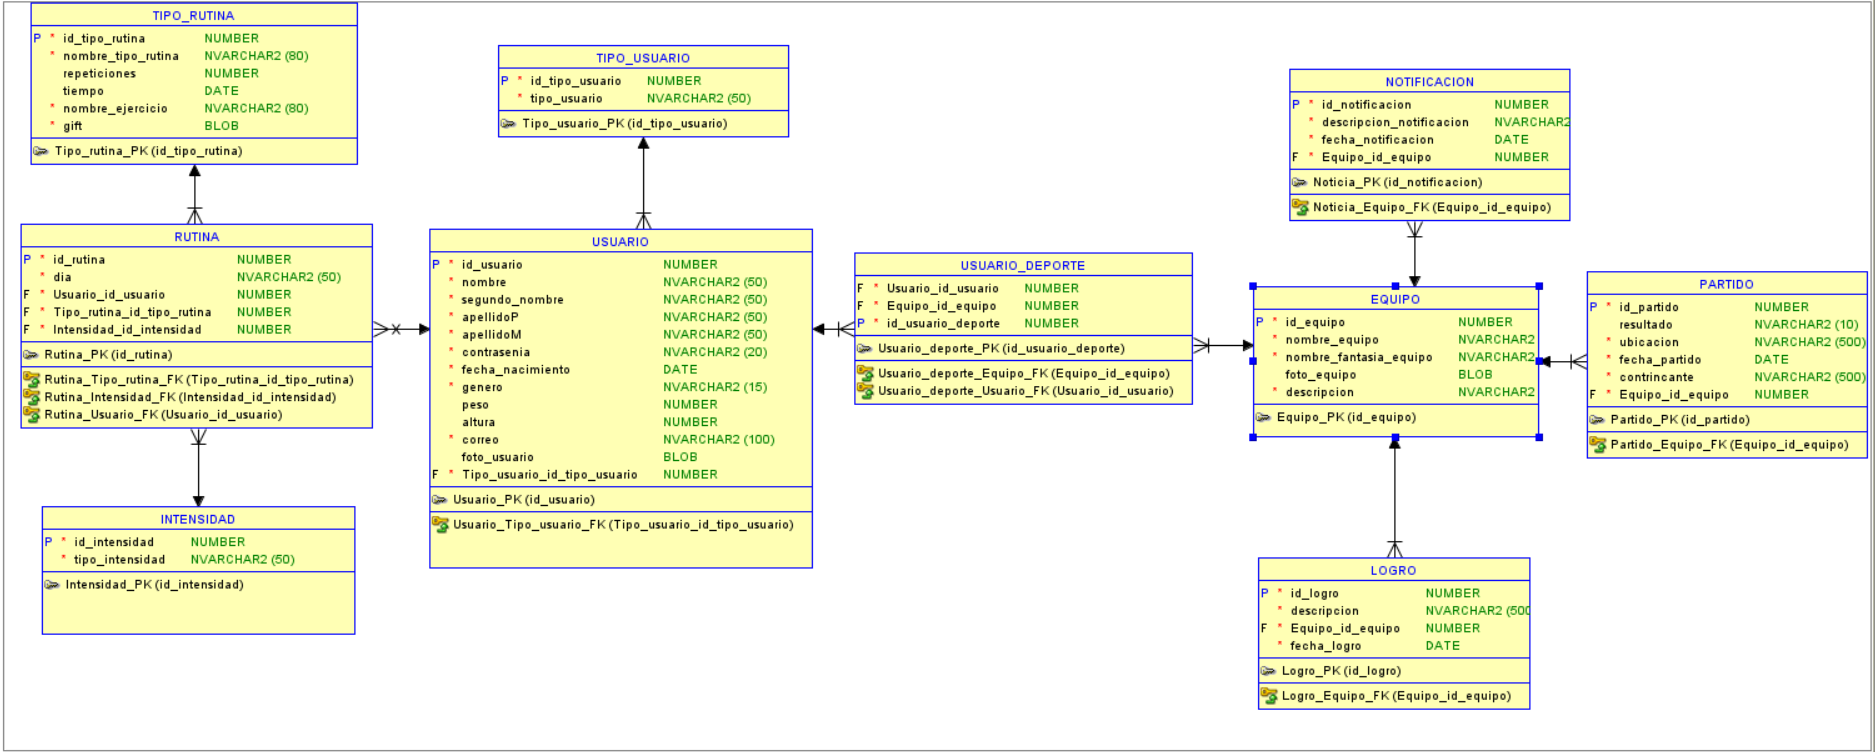 TIPO_RUTINA
P * id_tipo_rutina NUMBER
* nombre_tipo_rutina NVARCHAR2 (80)
repeticiones NUMBER
tiempo DATE
* nombre_ejercicio NVARCHAR2 (80)
* gift BLOB
Tipo_rutina_PK (id_tipo_rutina)
TIPO_USUARIO
P * id_tipo_usuario NUMBER
* tipo_usuario NVARCHAR2 (50)
Tipo_usuario_PK (id_tipo_usuario)
NOTIFICACION
P * id_notificacion NUMBER
* descripcion_notificacion NVARCHAR2
* fecha_notificacion DATE
F * Equipo_id_equipo NUMBER
Noticia_PK (id_notificacion)
Noticia_Equipo_FK (Equipo_id_equipo)
RUTINA
P * id_rutina NUMBER
* dia NVARCHAR2 (50)
F * Usuario_id_usuario NUMBER
F * Tipo_rutina_id_tipo_rutina NUMBER
F * Intensidad_id_intensidad NUMBER
Rutina_PK (id_rutina)
Rutina_Tipo_rutina_FK (Tipo_rutina_id_tipo_rutina)
Rutina_Intensidad_FK (Intensidad_id_intensidad)
Rutina_Usuario_FK (Usuario_id_usuario)
USUARIO
P * id_usuario NUMBER
* nombre NVARCHAR2 (50)
* segundo_nombre NVARCHAR2 (50)
* apellidoP NVARCHAR2 (50)
* apellidoM NVARCHAR2 (50)
* contrasenia NVARCHAR2 (20)
* fecha_nacimiento DATE
* genero NVARCHAR2 (15)
peso NUMBER
altura NUMBER
* correo NVARCHAR2 (100)
foto_usuario BLOB
F * Tipo_usuario_id_tipo_usuario NUMBER
Usuario_PK (id_usuario)
Usuario_Tipo_usuario_FK (Tipo_usuario_id_tipo_usuario)
USUARIO_DEPORTE
F * Usuario_id_usuario NUMBER
F * Equipo_id_equipo NUMBER
P * id_usuario_deporte NUMBER
Usuario_deporte_PK (id_usuario_deporte)
Usuario_deporte_Equipo_FK (Equipo_id_equipo)
Usuario_deporte_Usuario_FK (Usuario_id_usuario)
EQUIPO
P * id_equipo NUMBER
* nombre_equipo NVARCHAR2
* nombre_fantasia_equipo NVARCHAR2
foto_equipo BLOB
* descripcion NVARCHAR2
Equipo_PK (id_equipo)
PARTIDO
P * id_partido NUMBER
resultado NVARCHAR2 (10)
* ubicacion NVARCHAR2 (500)
* fecha_partido DATE
* contrincante NVARCHAR2 (500)
F * Equipo_id_equipo NUMBER
Partido_PK (id_partido)
Partido_Equipo_FK (Equipo_id_equipo)
INTENSIDAD
P * id_intensidad NUMBER
* tipo_intensidad NVARCHAR2 (50)
Intensidad_PK (id_intensidad)
LOGRO
P * id_logro NUMBER
* descripcion NVARCHAR2 (500
F * Equipo_id_equipo NUMBER
* fecha_logro DATE
Logro_PK (id_logro)
Logro_Equipo_FK (Equipo_id_equipo)